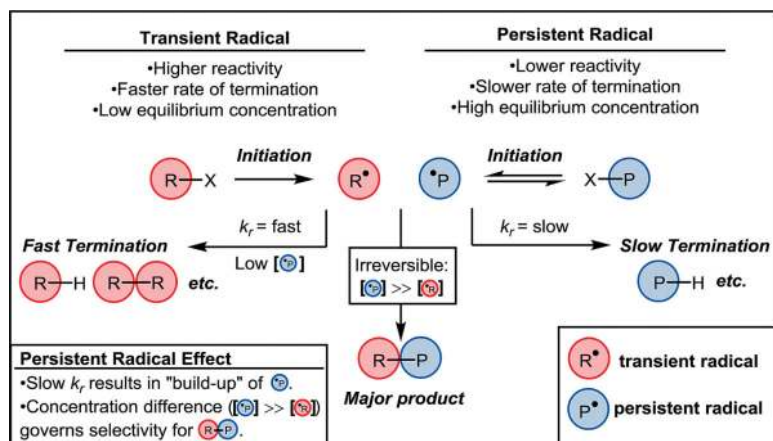 Transient Radical
•Higher reactivity
•Faster rate of termination
•Low equilibrium concentration
Persistent Radical
•Lower reactivity
•Slower rate of termination
•High equilibrium concentration
R—X
Initiation
R•
•P
Initiation
X—P
kr = fast
Fast Termination
Low [•P]
R—H R—R etc.
Irreversible:
[•P] >> [•R]
kr = slow
Slow Termination
P—H etc.
R—P
Major product
Persistent Radical Effect
•Slow kr results in "build-up" of •P.
•Concentration difference ([•P] >> [•R])
governs selectivity for R—P.
R• transient radical
P• persistent radical